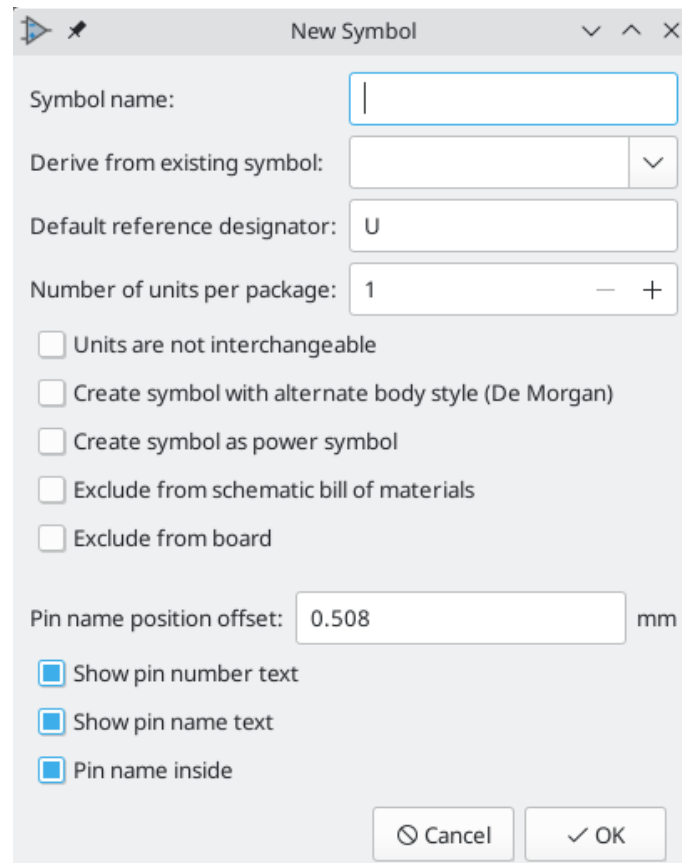 New Symbol
Symbol name:
Derive from existing symbol:
Default reference designator: U
Number of units per package: 1
Units are not interchangeable
Create symbol with alternate body style (De Morgan)
Create symbol as power symbol
Exclude from schematic bill of materials
Exclude from board
Pin name position offset: 0.508 mm
Show pin number text
Show pin name text
Pin name inside
Cancel OK